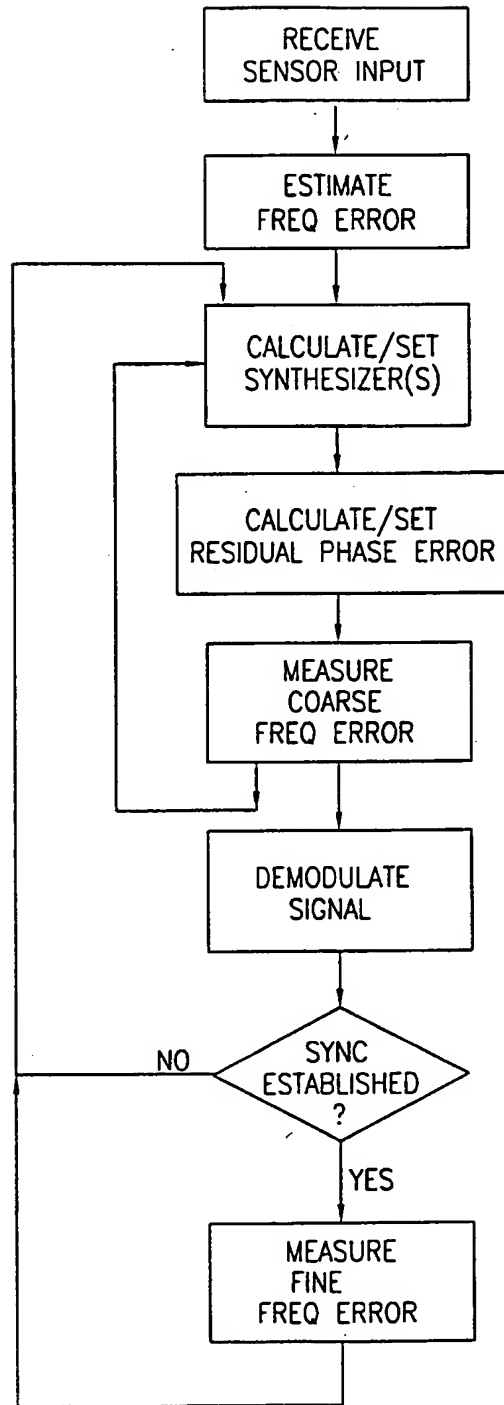 RECEIVE
SENSOR INPUT
ESTIMATE
FREQ ERROR
CALCULATE/SET
SYNTHESIZER(S)
CALCULATE/SET
RESIDUAL PHASE ERROR
MEASURE
COARSE
FREQ ERROR
DEMODULATE
SIGNAL
NO
SYNC
ESTABLISHED
?
YES
MEASURE
FINE
FREQ ERROR